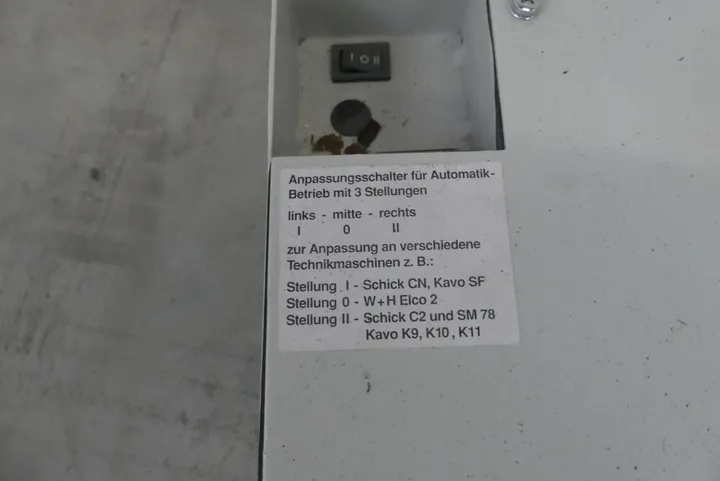 I O II
Anpassungsschalter für Automatik-
Betrieb mit 3 Stellungen
links - mitte - rechts
I 0 II
zur Anpassung an verschiedene
Technikmaschinen z. B.:
Stellung I - Schick CN, Kavo SF
Stellung 0 - W+H Elco 2
Stellung II - Schick C2 und SM 78
Kavo K9, K10, K11